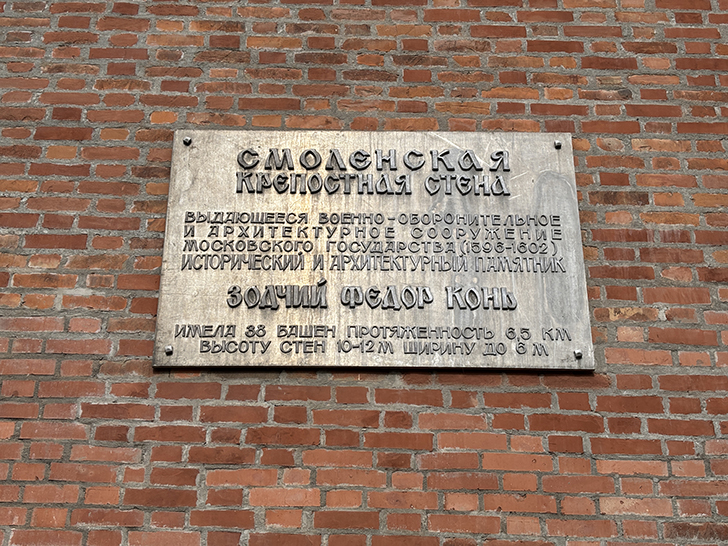 СМОЛЕНСКАЯ
КРЕПОСТНАЯ СТЕНА
ВЫДАЮЩЕЕСЯ ВОЕННО-ОБОРОНИТЕЛЬНОЕ
И АРХИТЕКТУРНОЕ СООРУЖЕНИЕ
МОСКОВСКОГО ГОСУДАРСТВА (1596-1602)
ИСТОРИЧЕСКИЙ И АРХИТЕКТУРНЫЙ ПАМЯТНИК
ЗОДЧИЙ ФЕДОР КОНЬ
ИМЕЛА 38 БАШЕН ПРОТЯЖЕННОСТЬ 6,5 КМ
ВЫСОТУ СТЕН 10-12 М ШИРИНУ ДО 6 М